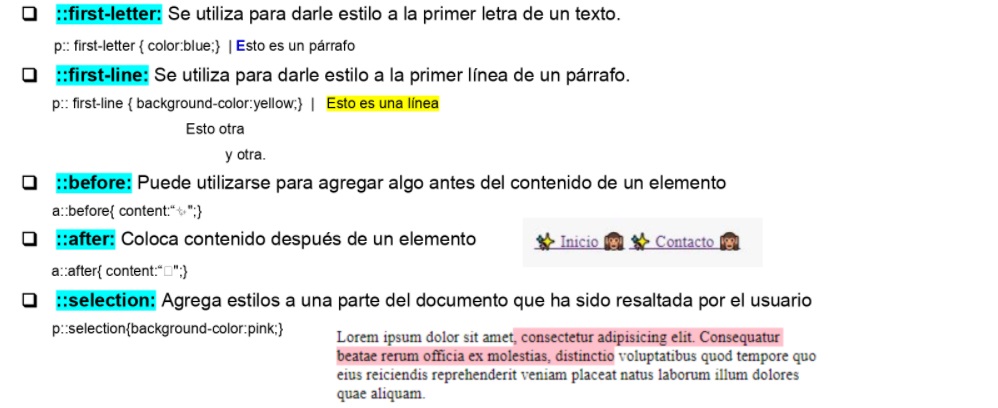 ❑ ::first-letter: Se utiliza para darle estilo a la primer letra de un texto.
p:: first-letter { color:blue;} | Esto es un párrafo
❑ ::first-line: Se utiliza para darle estilo a la primer línea de un párrafo.
p:: first-line { background-color:yellow;} | Esto es una línea
Esto otra
y otra.
❑ ::before: Puede utilizarse para agregar algo antes del contenido de un elemento
a::before{ content:“✨";}
❑ ::after: Coloca contenido después de un elemento
✨ Inicio 🙈 ✨ Contacto 🙈
a::after{ content:“□";}
❑ ::selection: Agrega estilos a una parte del documento que ha sido resaltada por el usuario
p::selection{background-color:pink;}
Lorem ipsum dolor sit amet, consectetur adipisicing elit. Consequatur
beatae rerum officia ex molestias, distinctio voluptatibus quod tempore quo
eius reiciendis reprehenderit veniam placeat natus laborum illum dolores
quae aliquam.